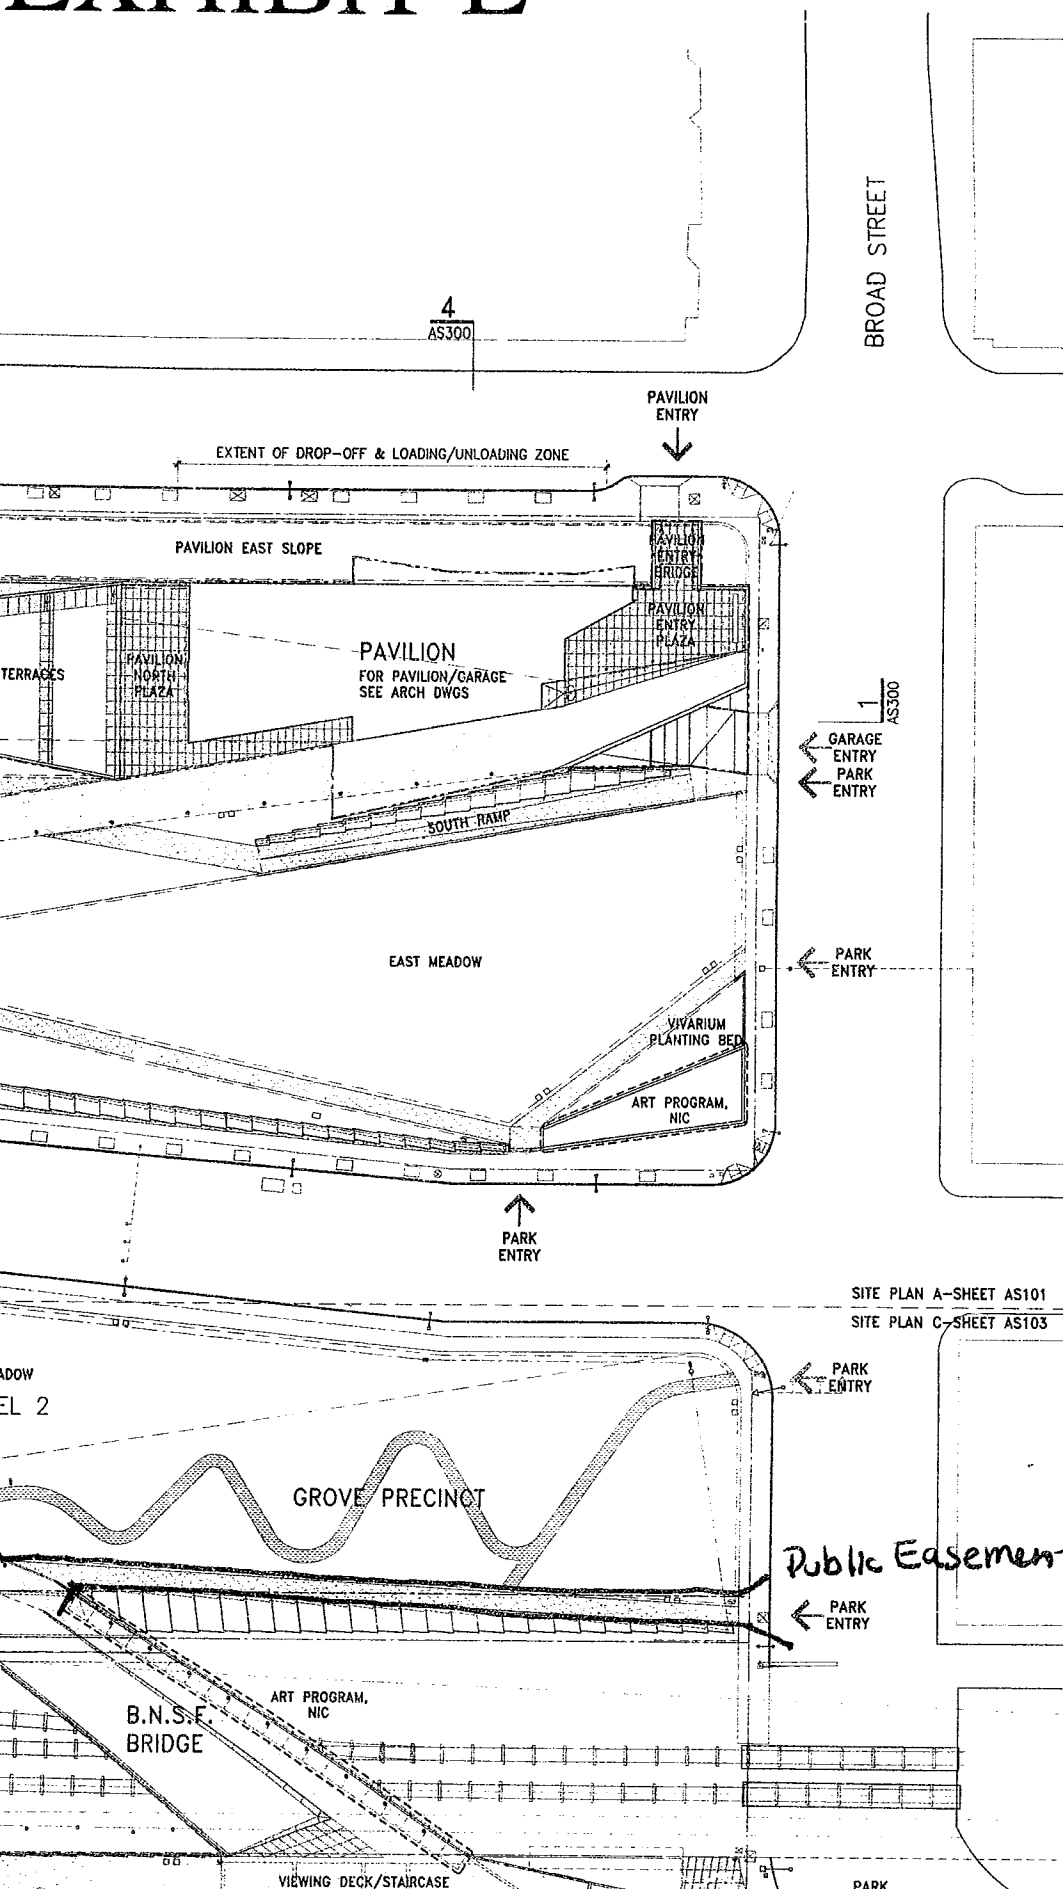 EXHIBIT E
BROAD STREET
4
AS300
PAVILION
ENTRY
EXTENT OF DROP-OFF & LOADING/UNLOADING ZONE
PAVILION EAST SLOPE
PAVILION
ENTRY
BRIDGE
PAVILION
ENTRY
PLAZA
TERRACES
PAVILION
NORTH
PLAZA
PAVILION
FOR PAVILION/GARAGE
SEE ARCH DWGS
1
AS300
GARAGE
ENTRY
PARK
ENTRY
SOUTH RAMP
EAST MEADOW
PARK
ENTRY
VIVARIUM
PLANTING BED
ART PROGRAM,
NIC
PARK
ENTRY
SITE PLAN A-SHEET AS101
SITE PLAN C-SHEET AS103
ADOW
EL 2
PARK
ENTRY
GROVE PRECINCT
Public Easement
PARK
ENTRY
ART PROGRAM,
NIC
B.N.S.F.
BRIDGE
VIEWING DECK/STAIRCASE
PARK